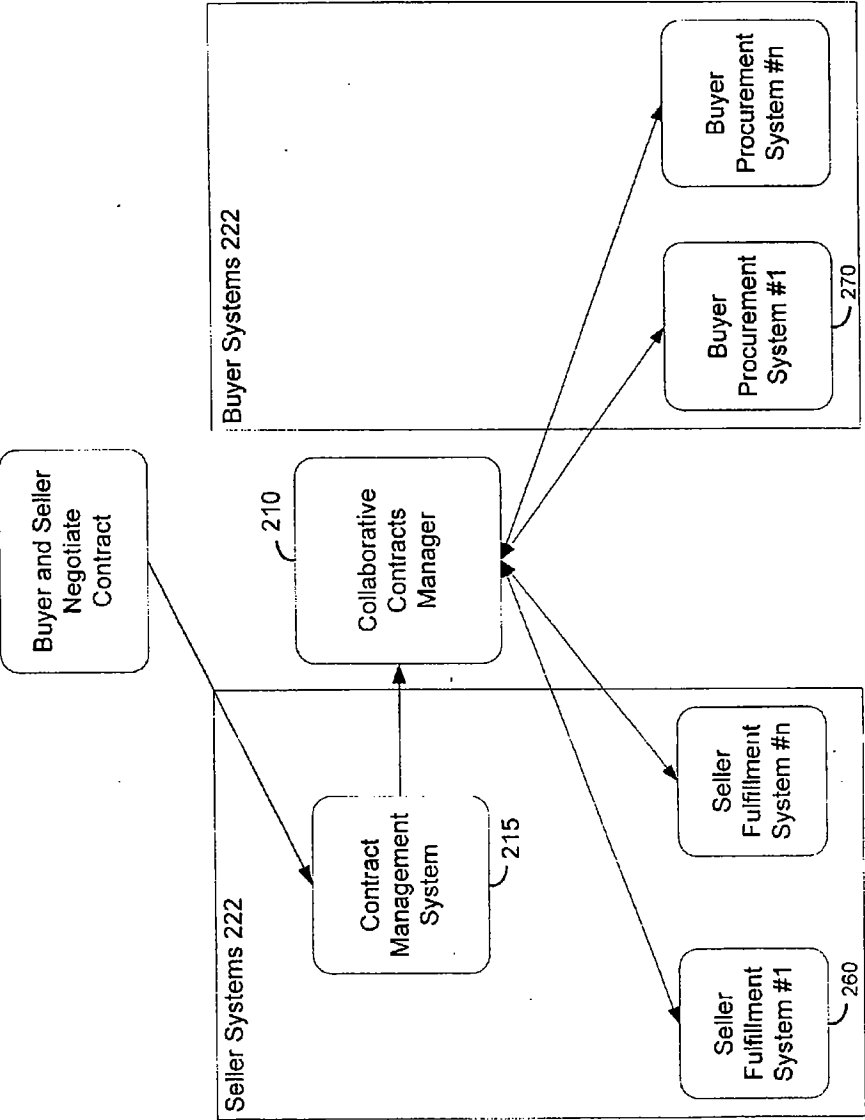 Buyer and Seller
Negotiate
Contract
Seller Systems 222
Contract
Management
System
215
210
Collaborative
Contracts
Manager
Buyer Systems 222
Seller
Fulfillment
System #1
260
Seller
Fulfillment
System #n
Buyer
Procurement
System #1
270
Buyer
Procurement
System #n